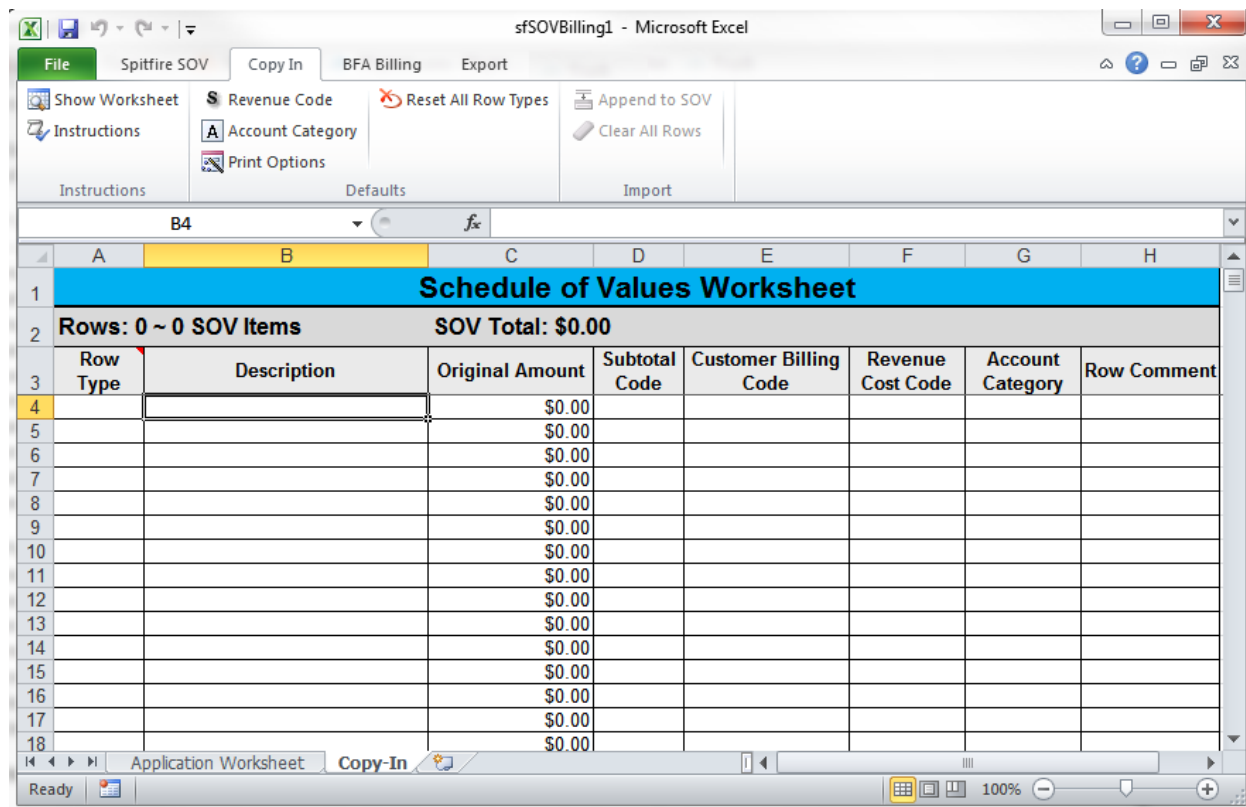 sfSOVBilling1 - Microsoft Excel
File Spitfire SOV Copy In BFA Billing Export
Show Worksheet S Revenue Code Reset All Row Types Append to SOV
Instructions A Account Category Clear All Rows
Print Options
Instructions Defaults Import
B4 fx
A B C D E F G H
1 Schedule of Values Worksheet
2 Rows: 0 ~ 0 SOV Items SOV Total: $0.00
3 Row Type Description Original Amount Subtotal Code Customer Billing Code Revenue Cost Code Account Category Row Comment
4 $0.00
5 $0.00
6 $0.00
7 $0.00
8 $0.00
9 $0.00
10 $0.00
11 $0.00
12 $0.00
13 $0.00
14 $0.00
15 $0.00
16 $0.00
17 $0.00
18 $0.00
Application Worksheet Copy-In
Ready 100%